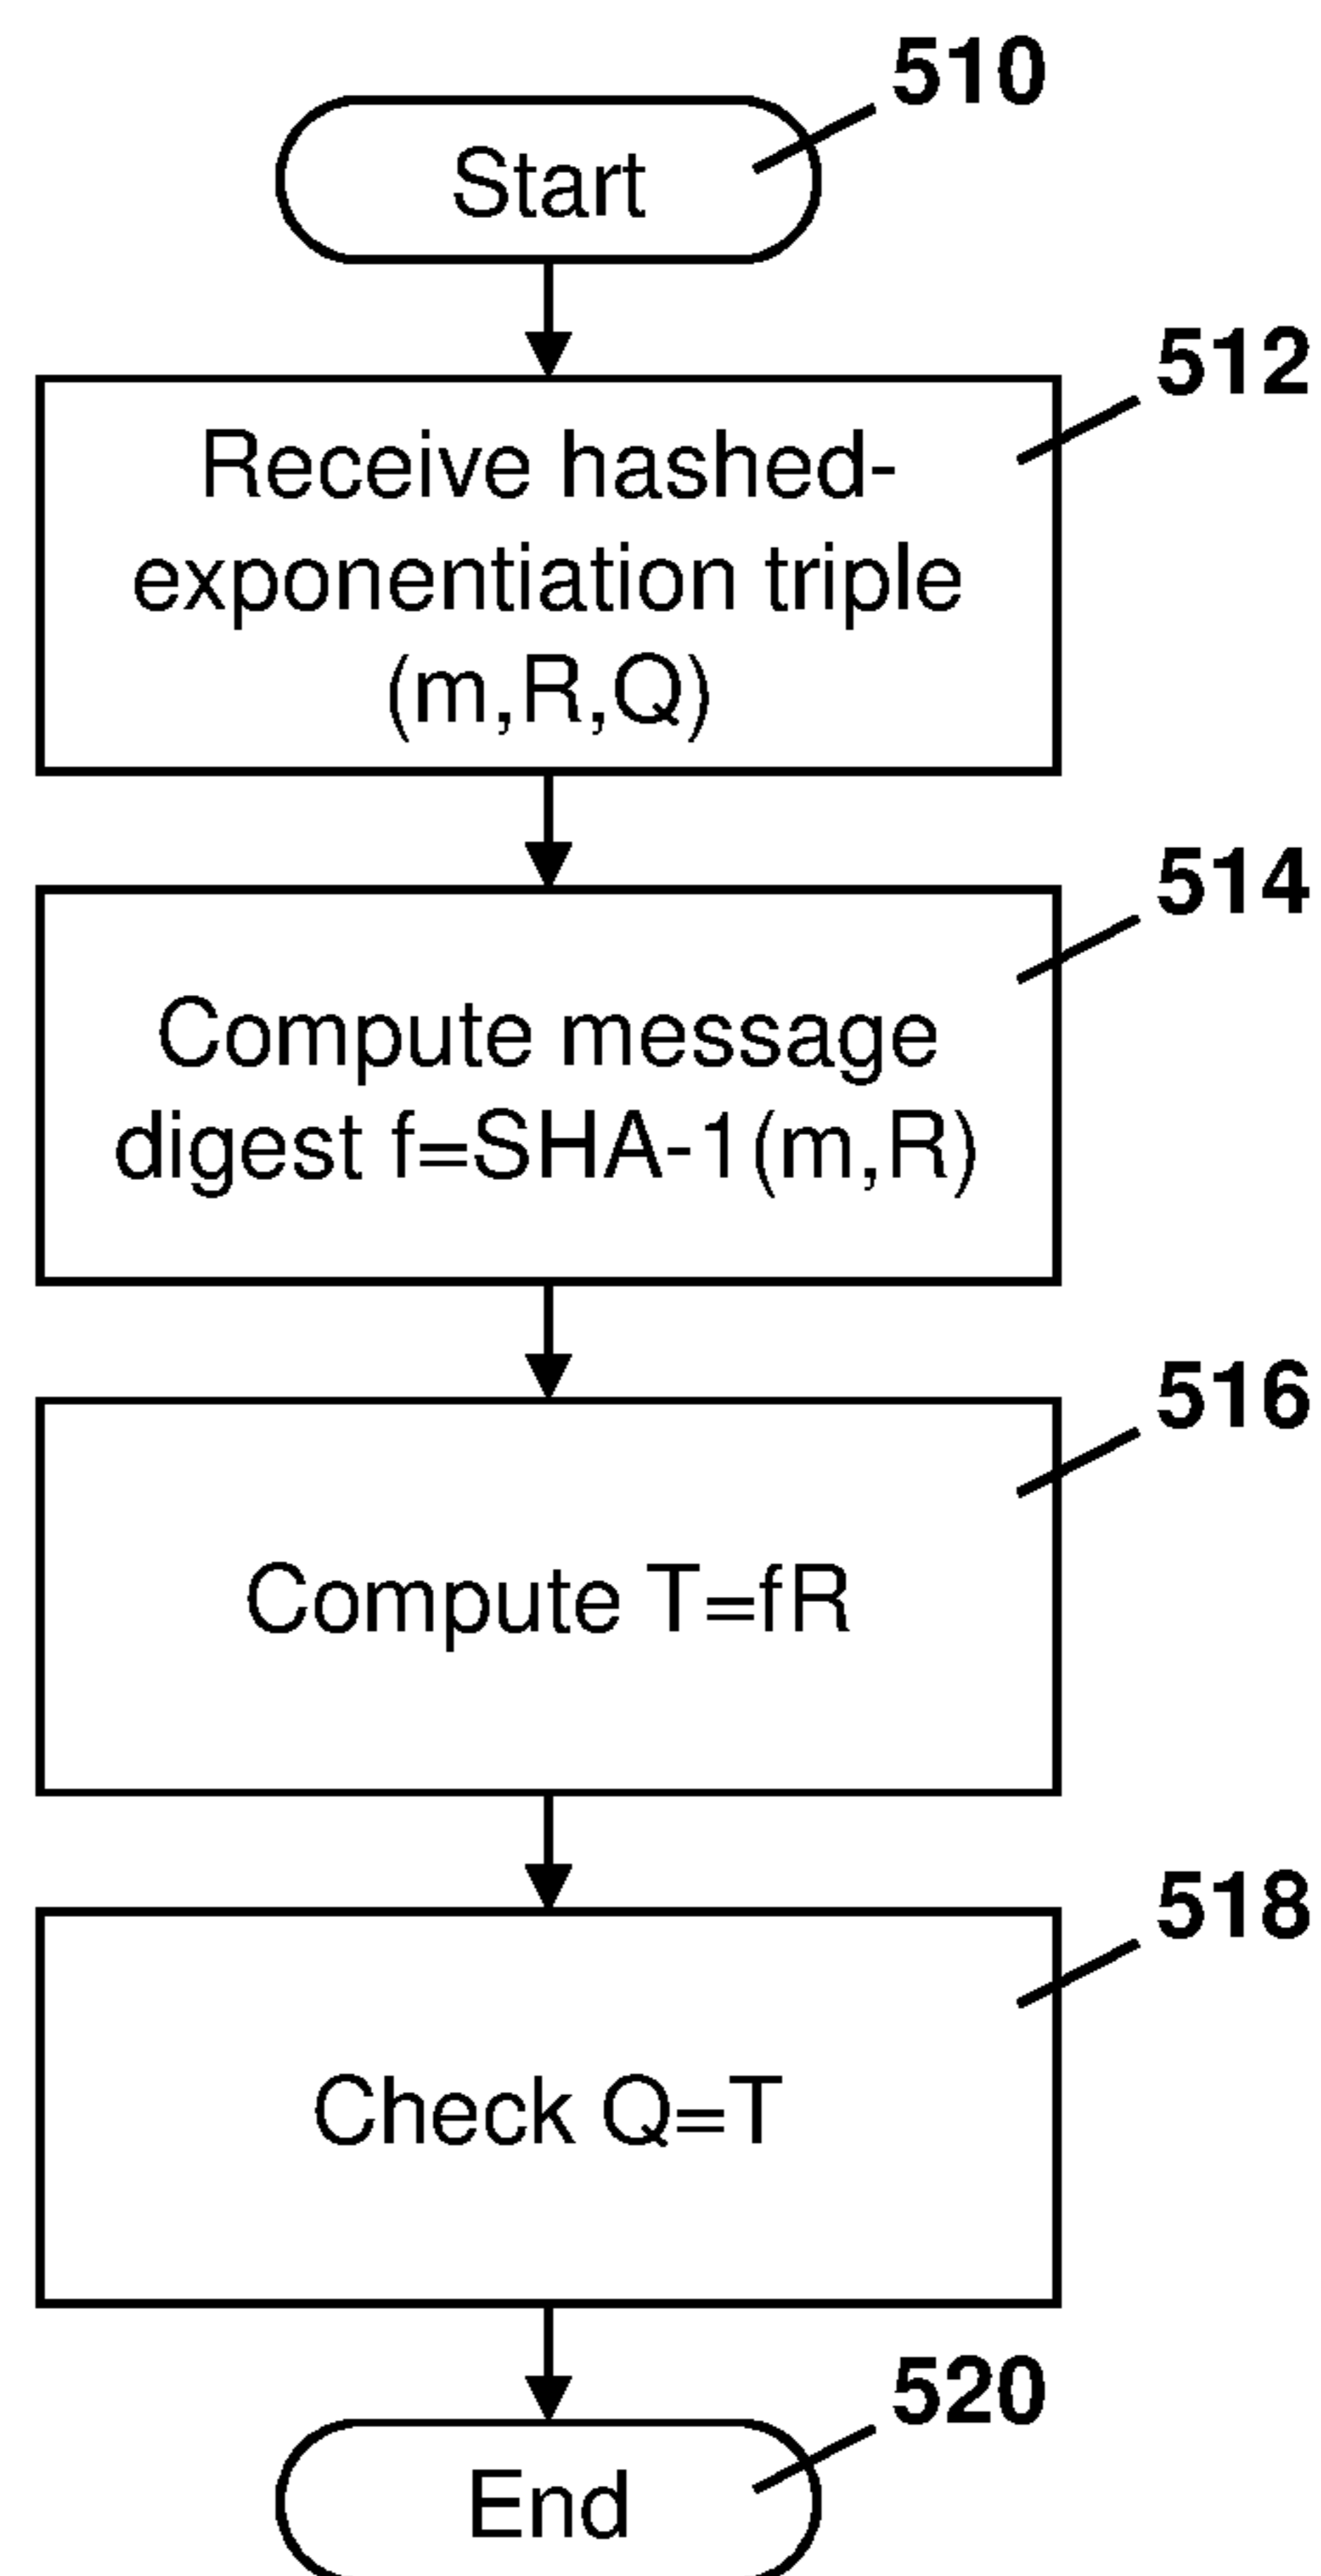 510
Start
512
Receive hashed-
exponentiation triple
(m,R,Q)
514
Compute message
digest f=SHA-1(m,R)
516
Compute T=fR
518
Check Q=T
520
End